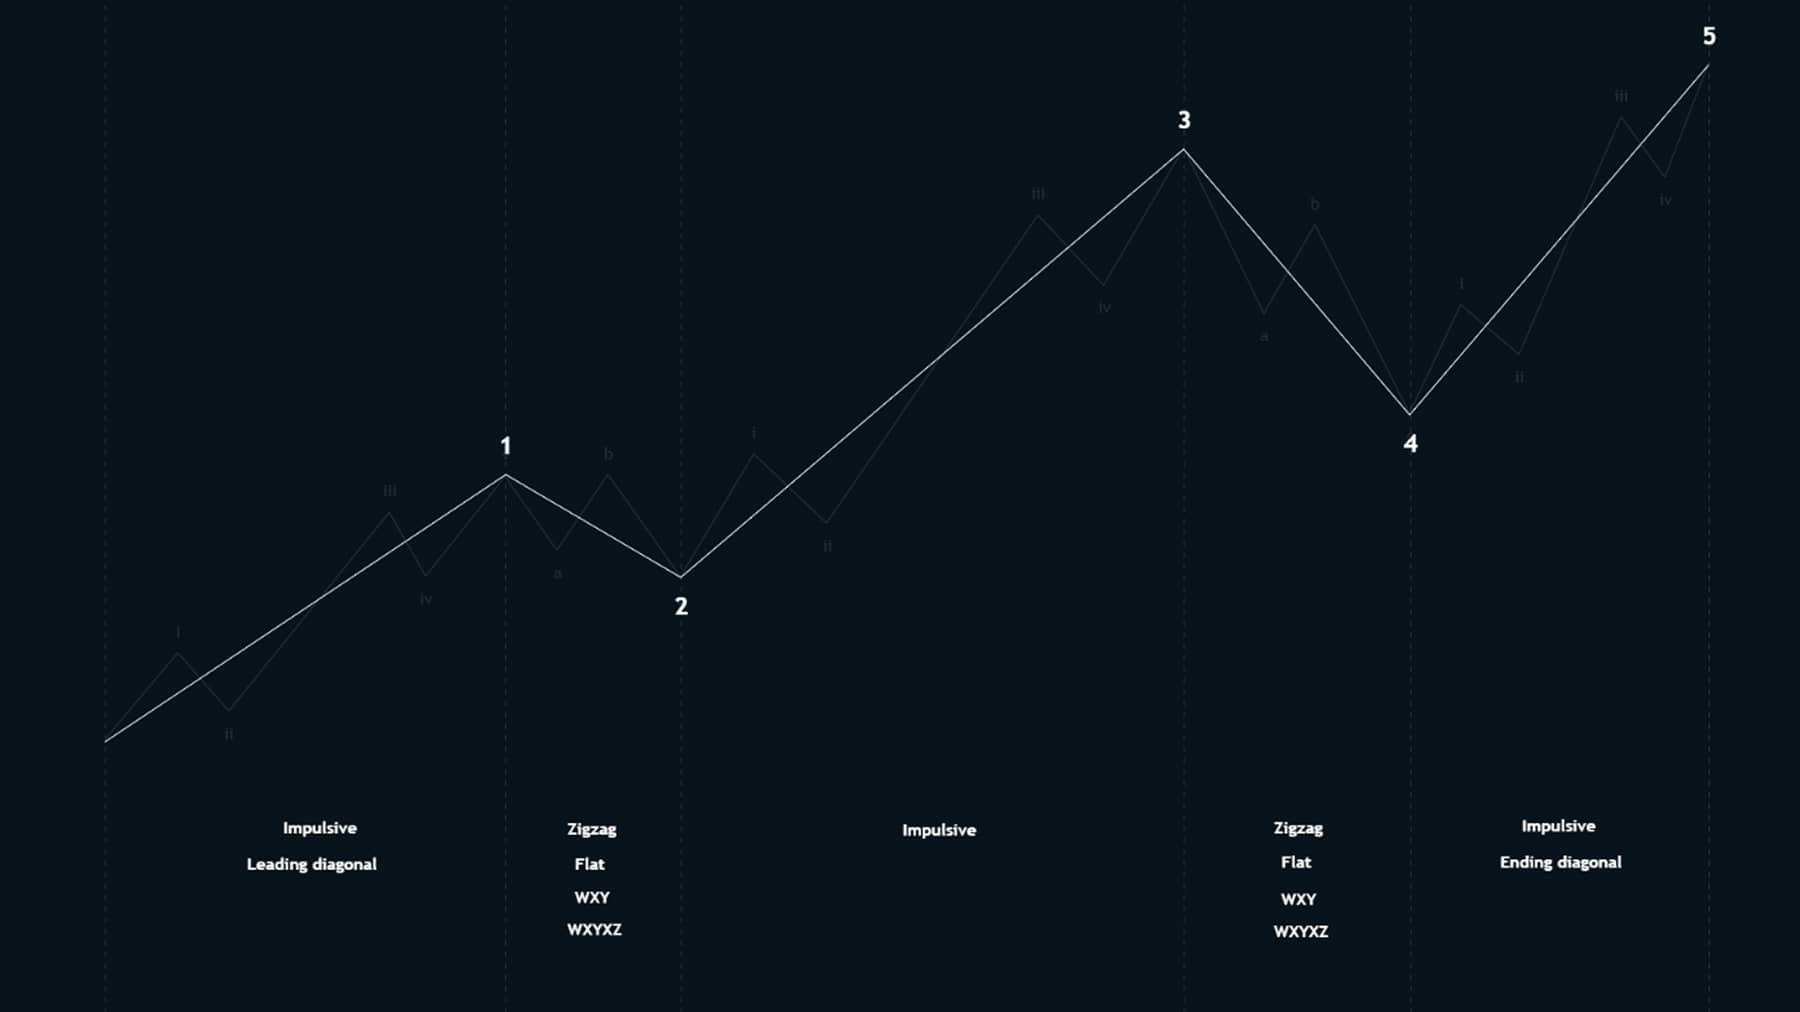 5
iii
3
iii
iv
b
i
iv
a
ii
i
1
b
4
iii
ii
a
iv
2
i
ii
Impulsive
Zigzag
Impulsive
Zigzag
Impulsive
Leading diagonal
Flat
Flat
Ending diagonal
WXY
WXY
WXYXZ
WXYXZ